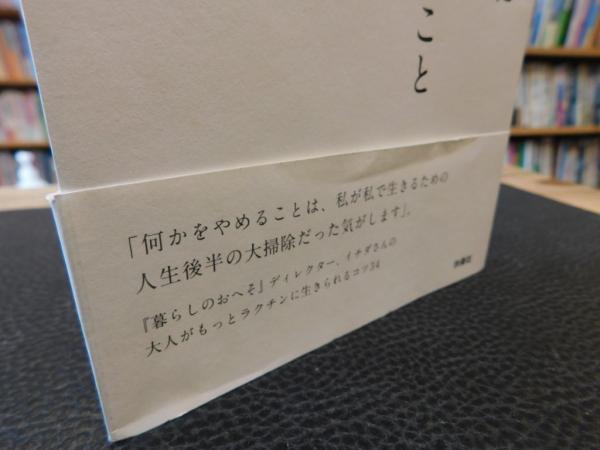 こと
「何かをやめることは、私が私で生きるための
人生後半の大掃除だった気がします」。
『暮らしのおへそ』ディレクター、イチダさんの
大人がもっとラクチンに生きられるコツ34
扶桑社